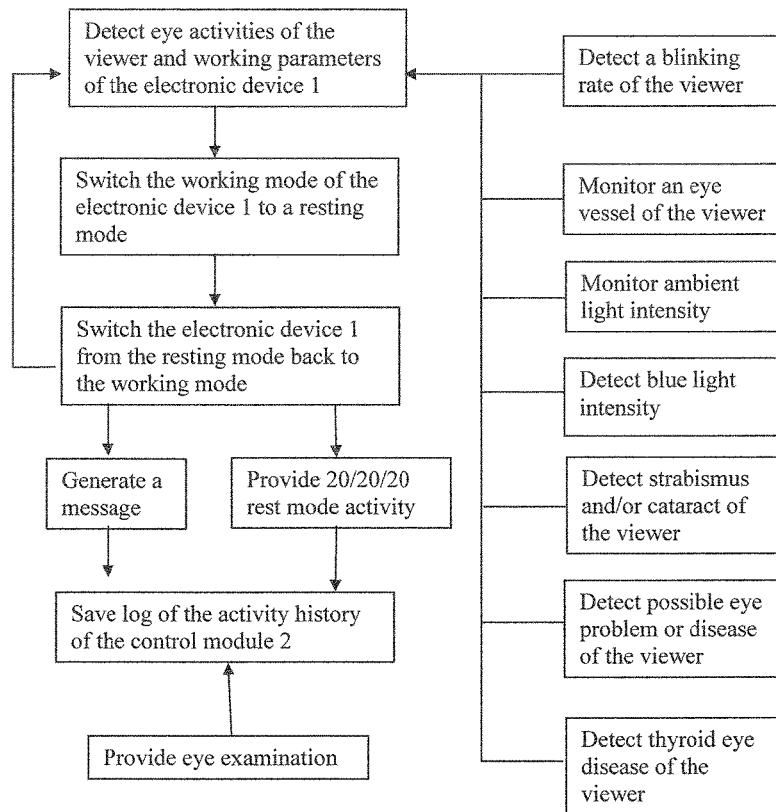 Detect eye activities of the
viewer and working parameters
of the electronic device 1
Switch the working mode of the
electronic device 1 to a resting
mode
Switch the electronic device 1
from the resting mode back to
the working mode
Generate a
message
Provide 20/20/20
rest mode activity
Save log of the activity history
of the control module 2
Provide eye examination
Detect a blinking
rate of the viewer
Monitor an eye
vessel of the viewer
Monitor ambient
light intensity
Detect blue light
intensity
Detect strabismus
and/or cataract of
the viewer
Detect possible eye
problem or disease
of the viewer
Detect thyroid eye
disease of the
viewer